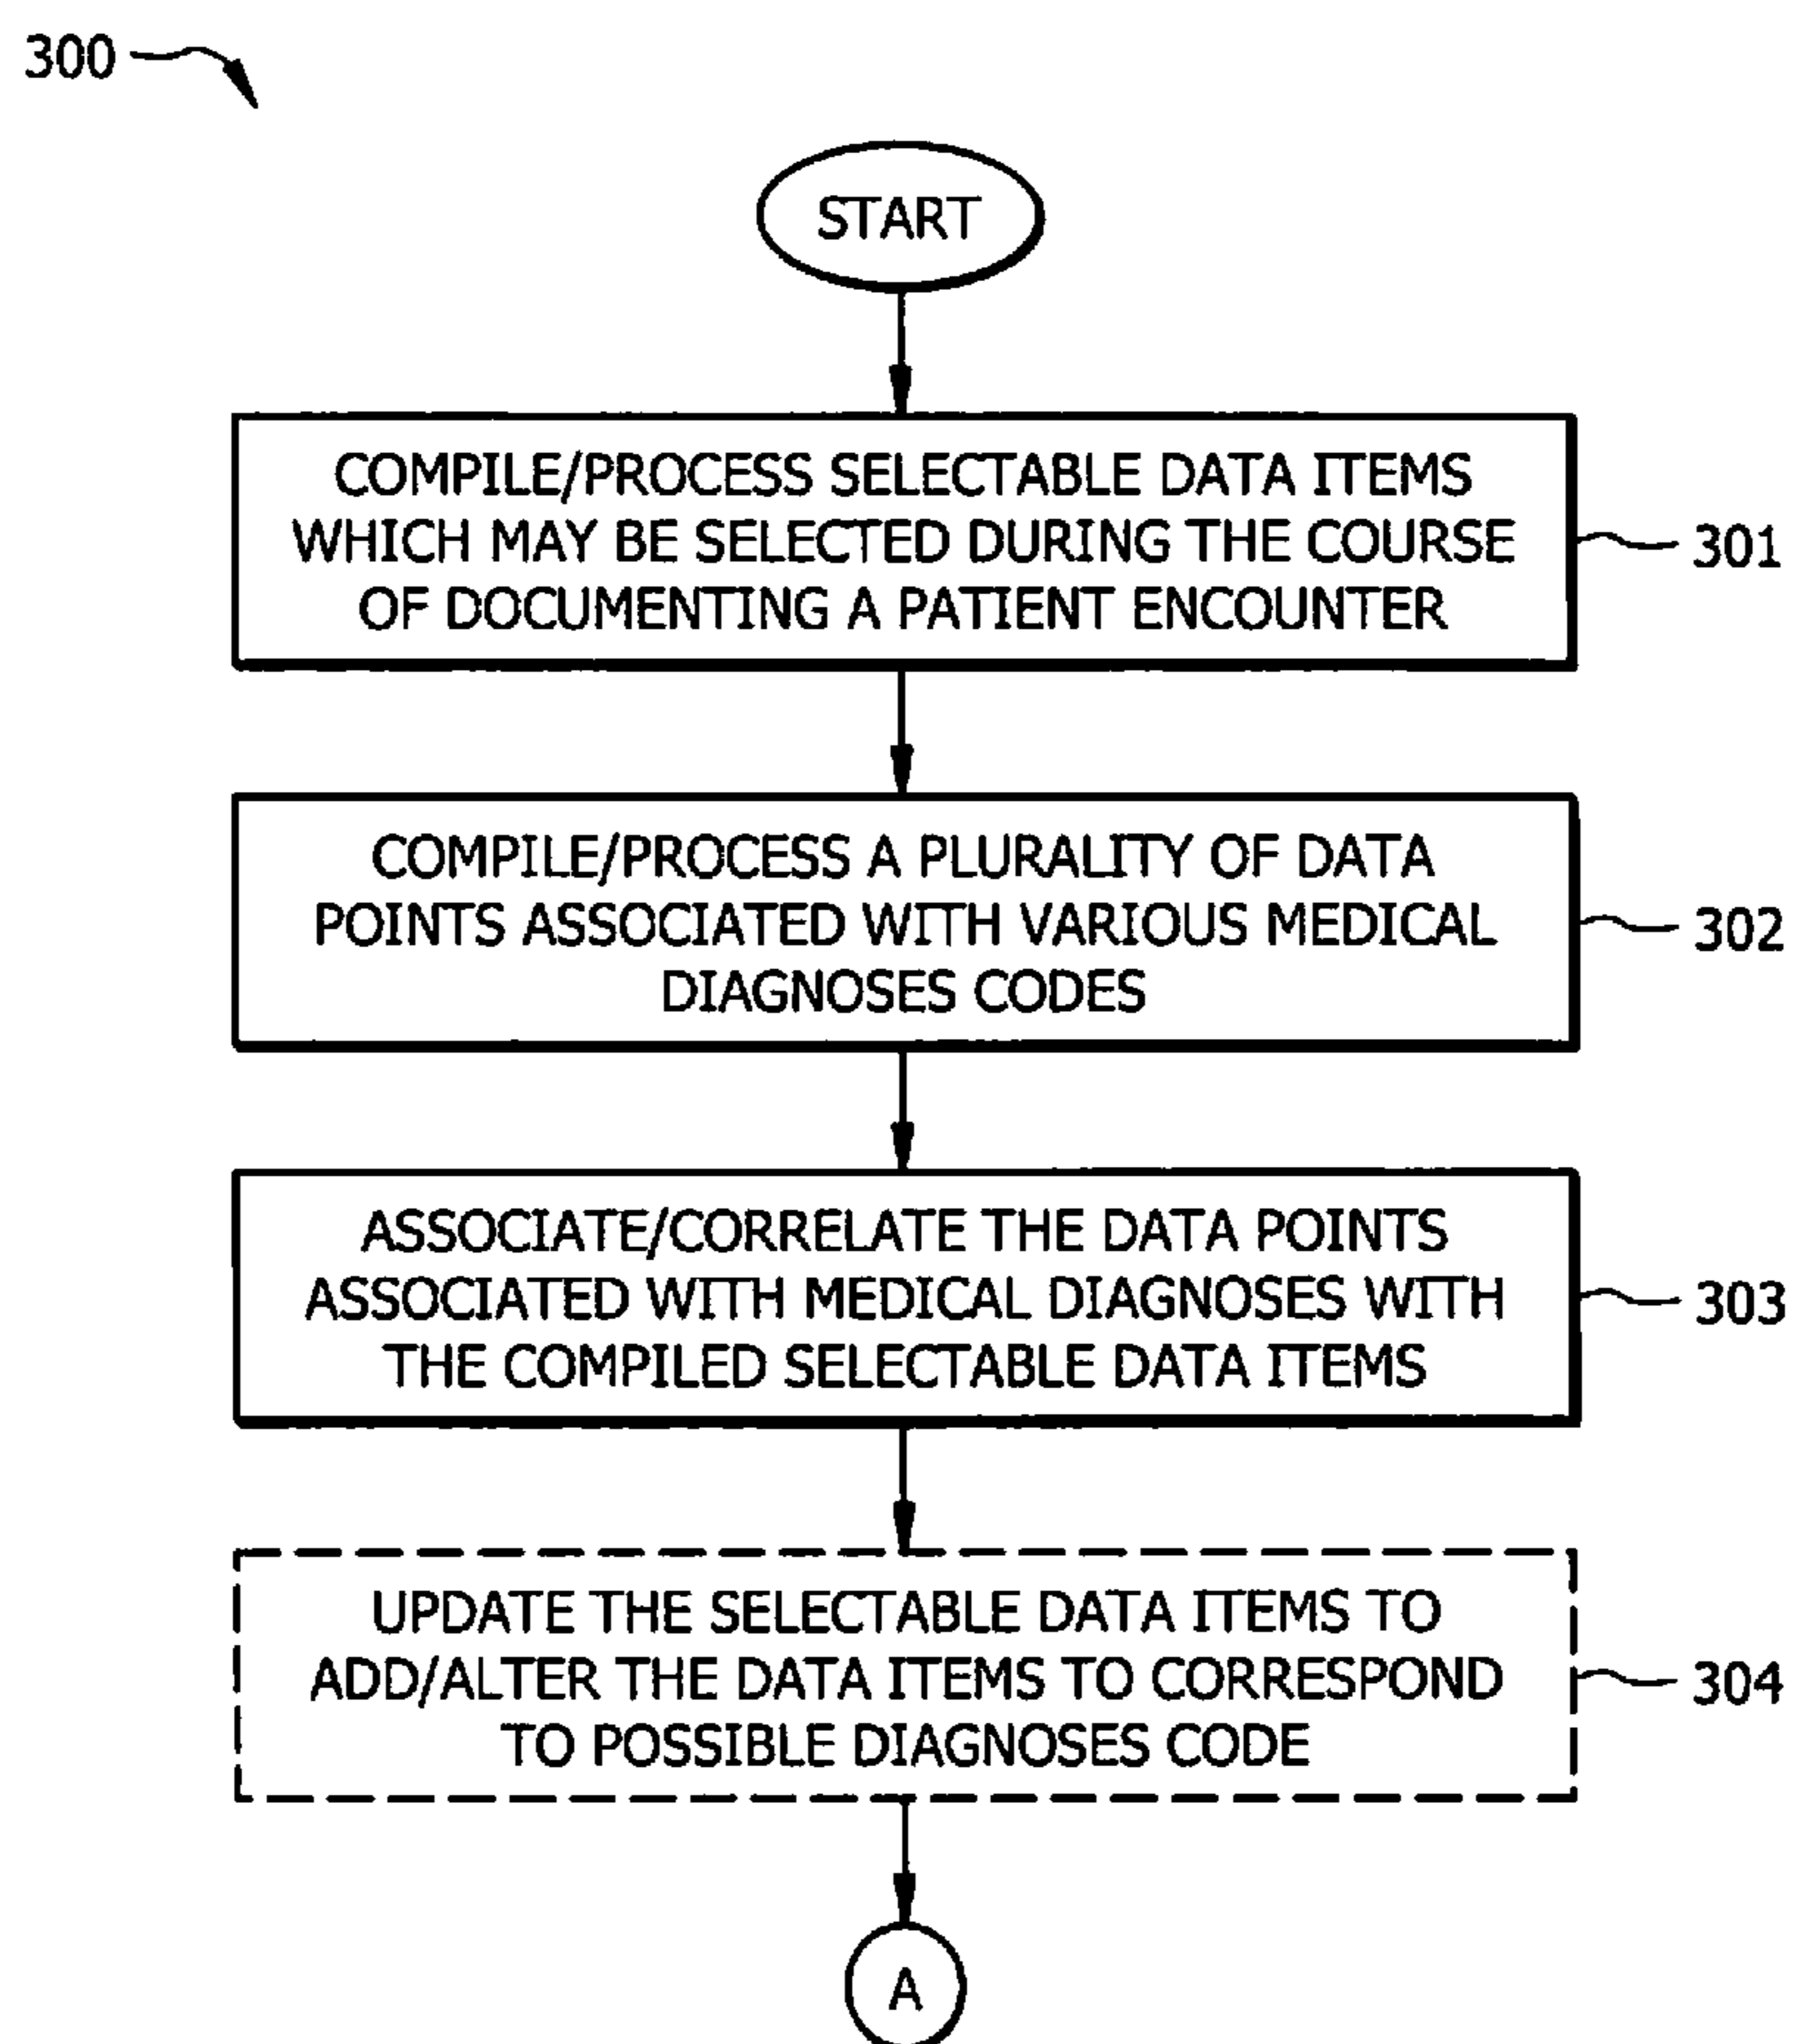 300
START
COMPILE/PROCESS SELECTABLE DATA ITEMS
WHICH MAY BE SELECTED DURING THE COURSE
OF DOCUMENTING A PATIENT ENCOUNTER
301
COMPILE/PROCESS A PLURALITY OF DATA
POINTS ASSOCIATED WITH VARIOUS MEDICAL
DIAGNOSES CODES
302
ASSOCIATE/CORRELATE THE DATA POINTS
ASSOCIATED WITH MEDICAL DIAGNOSES WITH
THE COMPILED SELECTABLE DATA ITEMS
303
UPDATE THE SELECTABLE DATA ITEMS TO
ADD/ALTER THE DATA ITEMS TO CORRESPOND
TO POSSIBLE DIAGNOSES CODE
304
A